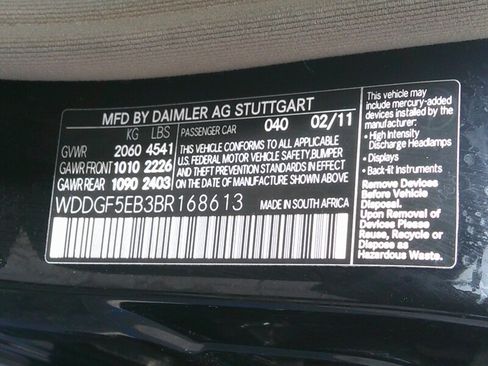 MFD BY DAIMLER AG STUTTGART
KG LBS
GVWR 2060 4541
GAWR FRONT 1010 2226
GAWR REAR 1090 2403
PASSENGER CAR 040 02/11
THIS VEHICLE CONFORMS TO ALL APPLICABLE
U.S. FEDERAL MOTOR VEHICLE SAFETY,BUMPER
AND THEFT PREVENTION STANDARDS IN EFFECT
ON THE DATE OF MANUFACTURE SHOWN ABOVE.
WDDGF5EB3BR168613
MADE IN SOUTH AFRICA
This vehicle may
include mercury-added
devices installed by the
manufacturer:
• High Intensity
Discharge Headlamps
• Displays
• Back-lit Instruments
Remove Devices
Before Vehicle
Disposal.
Upon Removal of
Devices Please
Reuse, Recycle or
Dispose as
Hazardous Waste.